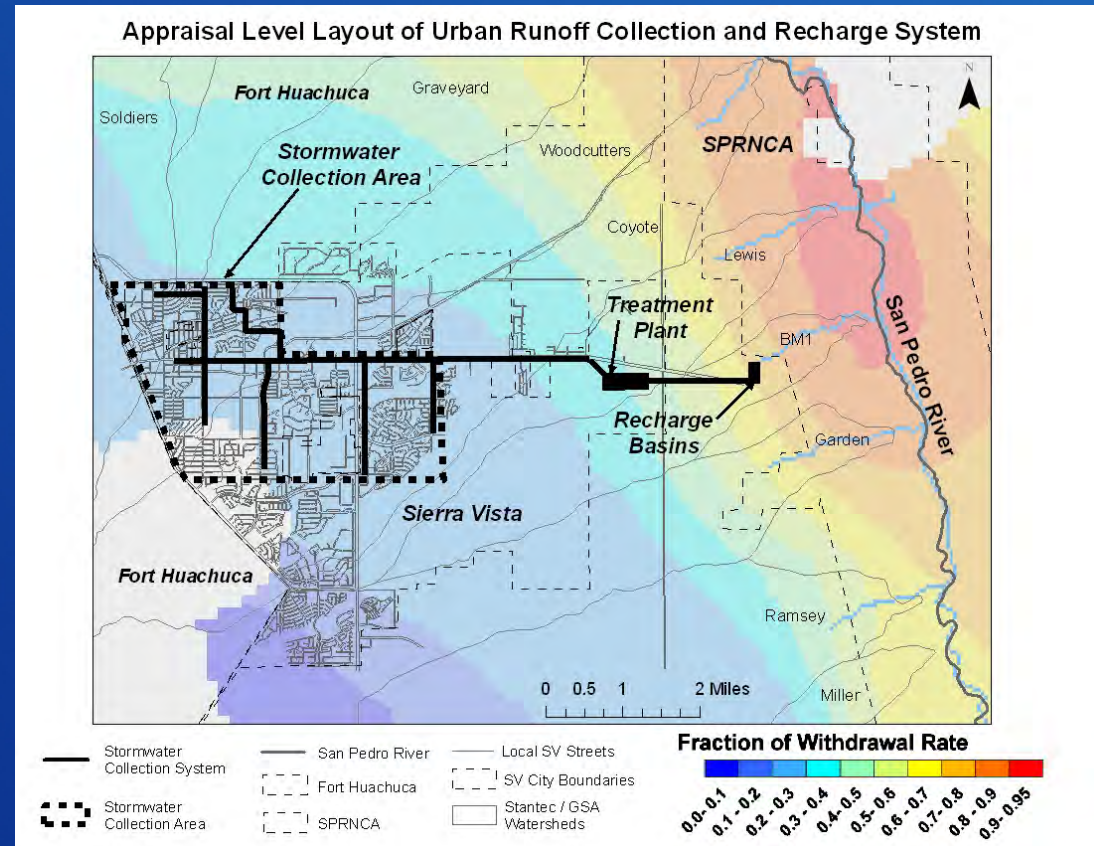 Appraisal Level Layout of Urban Runoff Collection and Recharge System
N
Fort Huachuca
Graveyard
Soldiers
Stormwater
Collection Area
Woodcutters
SPRNCA
Coyote
Lewis
Treatment
Plant
San Pedro River
BM1
Recharge
Basins
Garden
Sierra Vista
Fort Huachuca
Ramsey
Miller
0 0.5 1 2 Miles
Stormwater
Collection System
San Pedro River
Local SV Streets
Fort Huachuca
SV City Boundaries
Stormwater
Collection Area
SPRNCA
Stantec / GSA
Watersheds
Fraction of Withdrawal Rate
0.0- 0.1
0.1 - 0.2
0.2 - 0.3
0.3 - 0.4
0.4- 0.5
0.5- 0.6
0.6 - 0.7
0.7- 0.8
0.8 - 0.9
0.9- 0.95